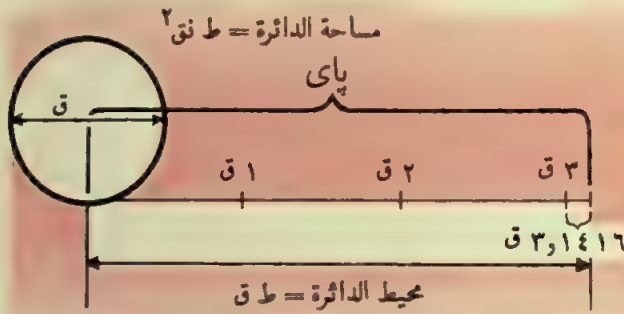 مساحة الدائرة = ط نق٢
پای
ق
١ ق
٢ ق
٣ ق
٣,١٤١٦ ق
محيط الدائرة = ط ق